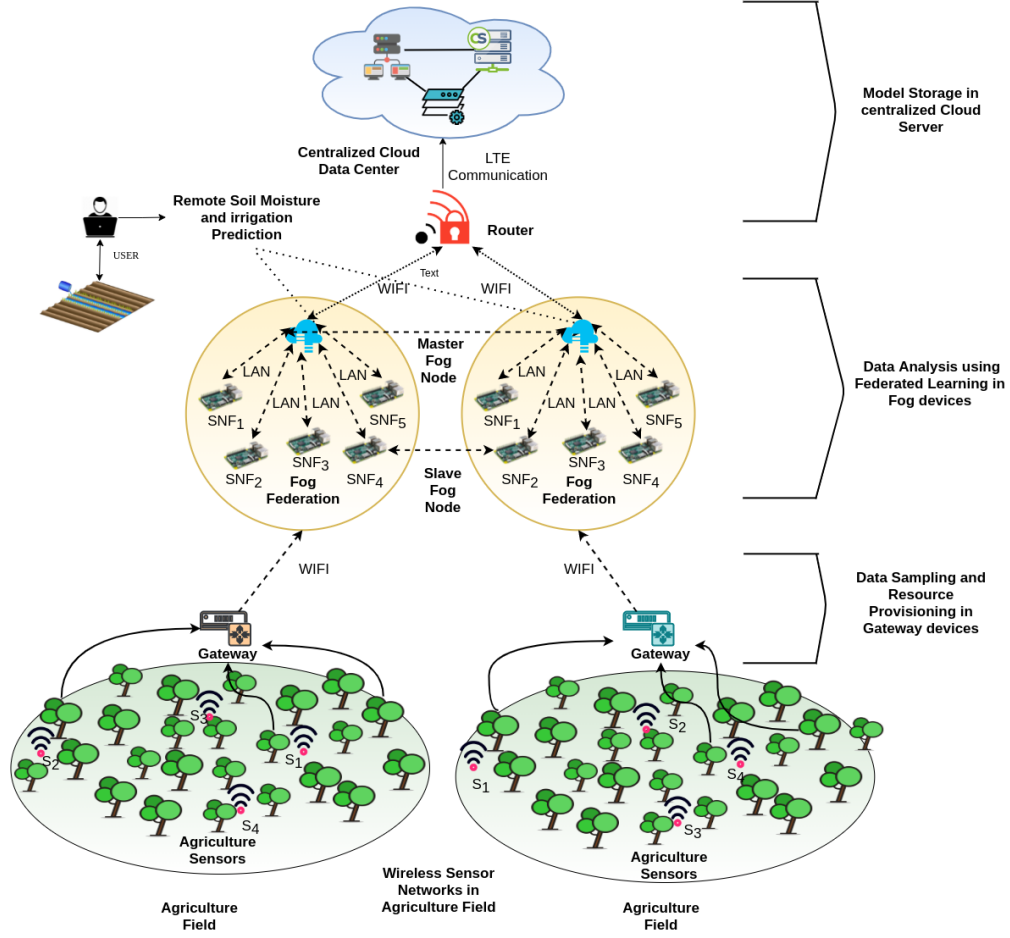 CS
Model Storage in
centralized Cloud
Server
Centralized Cloud
Data Center
LTE
Communication
Remote Soil Moisture
and irrigation
Prediction
Router
USER
Text
WIFI
WIFI
Master
Fog
Node
Data Analysis using
Federated Learning in
Fog devices
LAN
LAN
LAN
LAN
SNF1
SNF5
SNF2
SNF3
SNF4
Fog
Federation
LAN
LAN
LAN
LAN
SNF1
SNF5
SNF2
SNF3
SNF4
Fog
Federation
Slave
Fog
Node
WIFI
WIFI
Data Sampling and
Resource
Provisioning in
Gateway devices
Gateway
Gateway
S3
S2
S1
S4
Agriculture
Sensors
S2
S1
S4
S3
Agriculture
Sensors
Wireless Sensor
Networks in
Agriculture Field
Agriculture
Field
Agriculture
Field